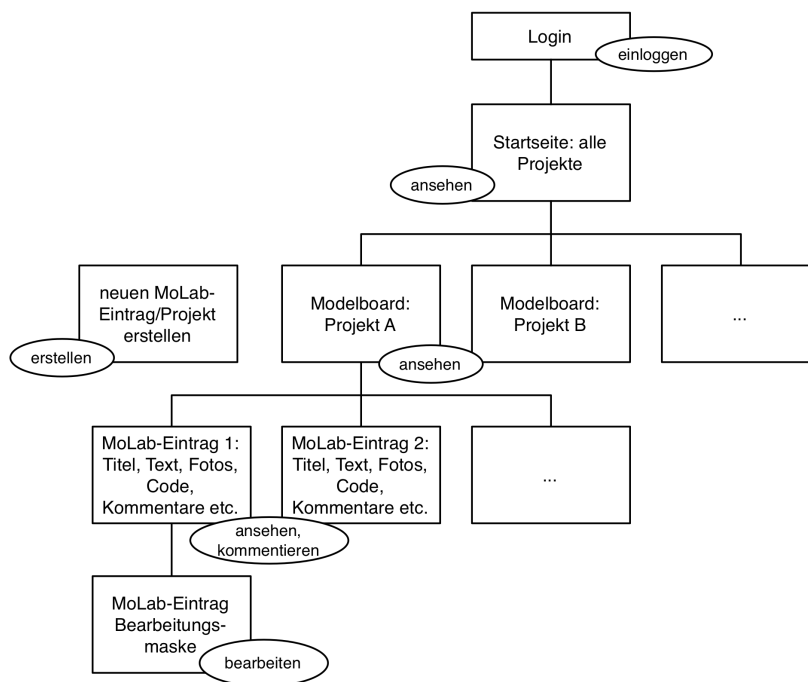 Login
einloggen
Startseite: alle
Projekte
ansehen
neuen MoLab-
Eintrag/Projekt
erstellen
erstellen
Modelboard:
Projekt A
ansehen
Modelboard:
Projekt B
...
MoLab-Eintrag 1:
Titel, Text, Fotos,
Code,
Kommentare etc.
MoLab-Eintrag 2:
Titel, Text, Fotos,
Code,
Kommentare etc.
...
ansehen,
kommentieren
MoLab-Eintrag
Bearbeitungs-
maske
bearbeiten